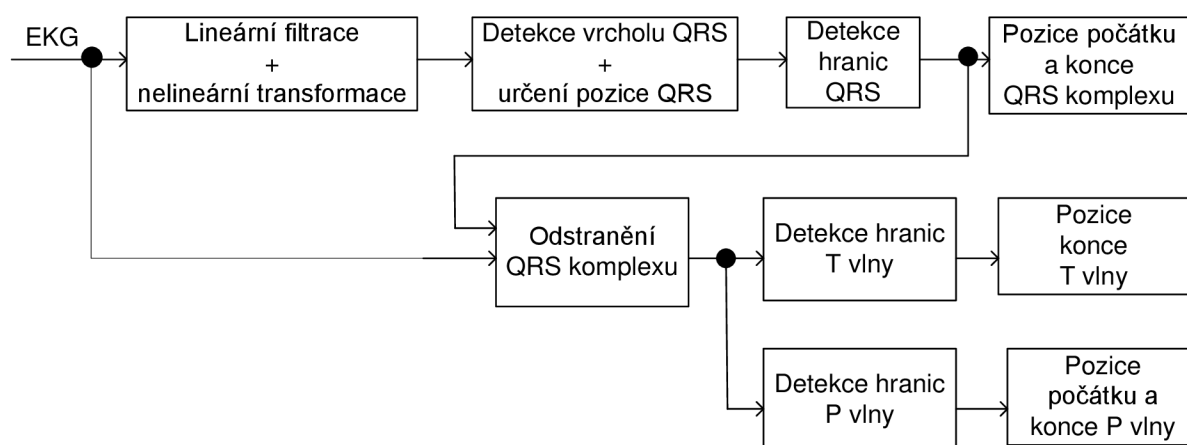 EKG
Lineární filtrace
+
nelineární transformace
Detekce vrcholu QRS
+
určení pozice QRS
Detekce
hranic
QRS
Pozice počátku
a konce
QRS komplexu
Odstranění
QRS komplexu
Detekce hranic
T vlny
Pozice
konce
T vlny
Detekce hranic
P vlny
Pozice
počátku a
konce P vlny